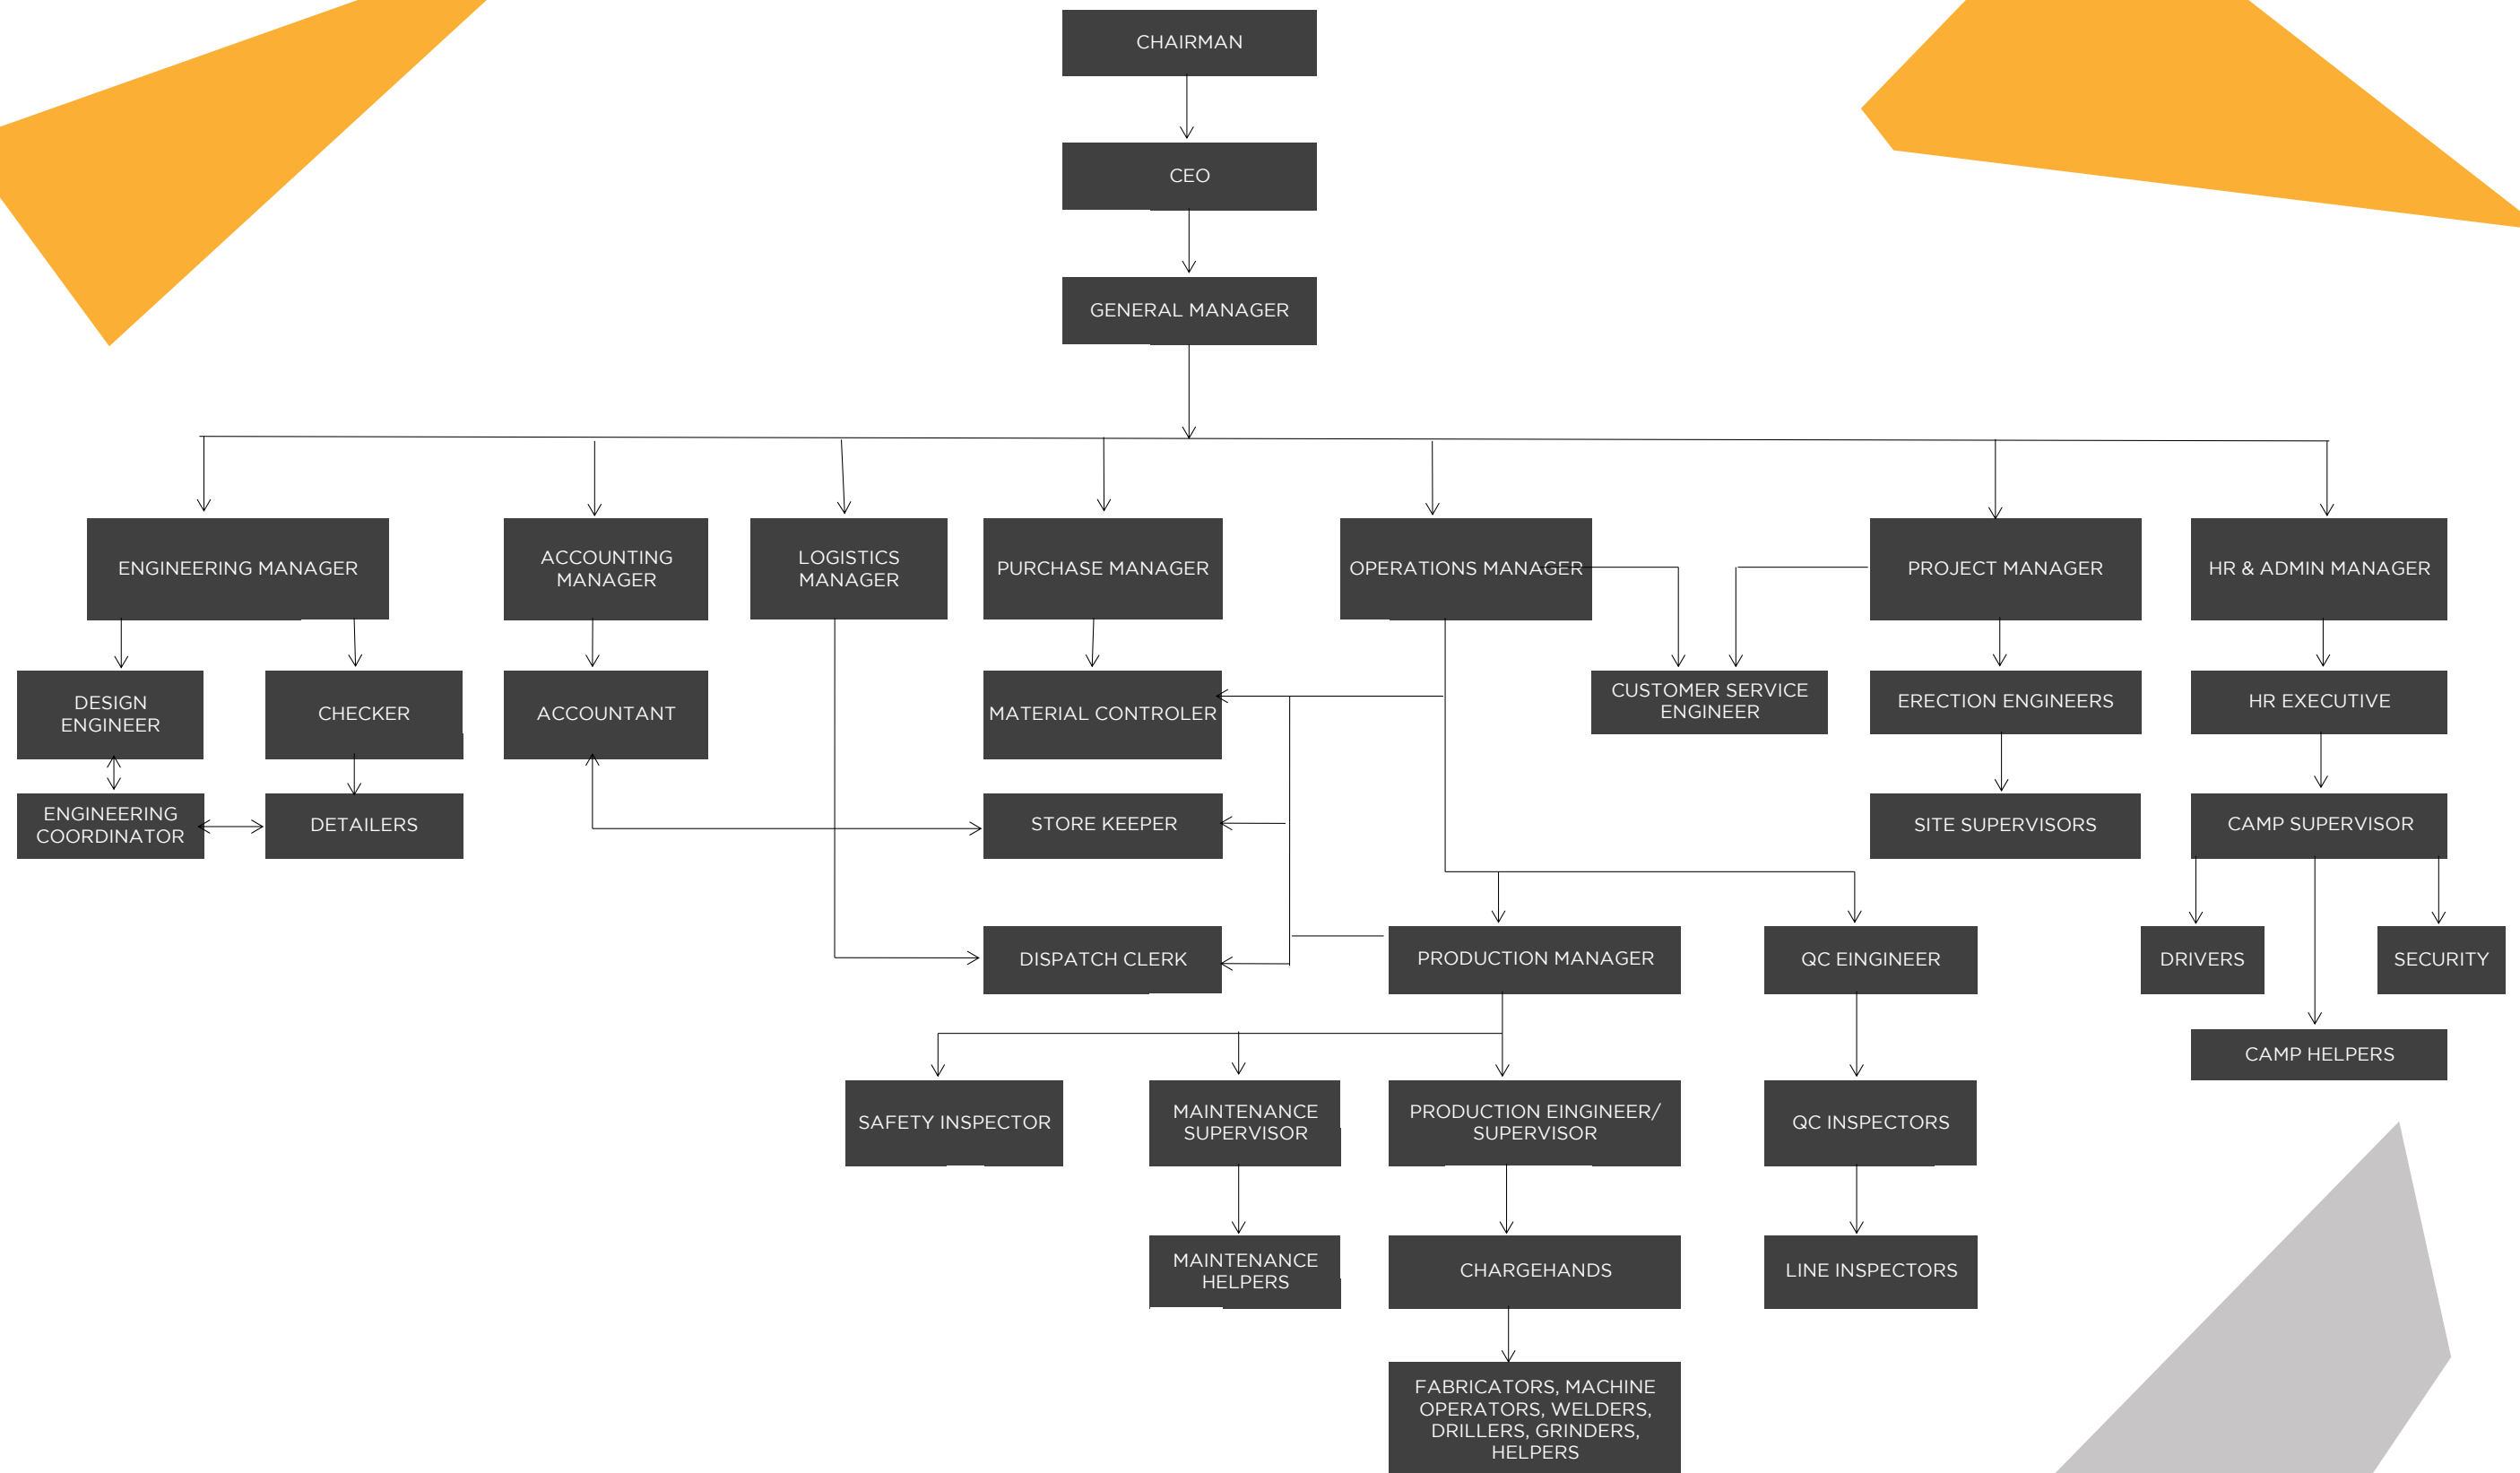 CHAIRMAN
CEO
GENERAL MANAGER
ENGINEERING MANAGER
ACCOUNTING
MANAGER
LOGISTICS
MANAGER
PURCHASE MANAGER
OPERATIONS MANAGER
PROJECT MANAGER
HR & ADMIN MANAGER
DESIGN
ENGINEER
CHECKER
ACCOUNTANT
MATERIAL CONTROLER
CUSTOMER SERVICE
ENGINEER
ERECTION ENGINEERS
HR EXECUTIVE
ENGINEERING
COORDINATOR
DETAILERS
STORE KEEPER
SITE SUPERVISORS
CAMP SUPERVISOR
DISPATCH CLERK
PRODUCTION MANAGER
QC EINGINEER
DRIVERS
SECURITY
CAMP HELPERS
SAFETY INSPECTOR
MAINTENANCE
SUPERVISOR
PRODUCTION EINGINEER/
SUPERVISOR
QC INSPECTORS
MAINTENANCE
HELPERS
CHARGEHANDS
LINE INSPECTORS
FABRICATORS, MACHINE
OPERATORS, WELDERS,
DRILLERS, GRINDERS,
HELPERS